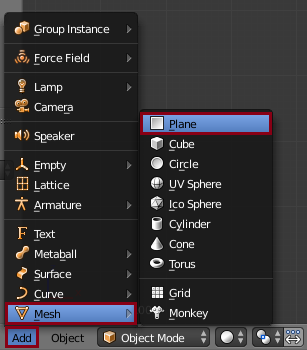 Group Instance
Force Field
Lamp
Camera
Speaker
Empty
Lattice
Armature
Text
Metaball
Surface
Curve
Mesh
Plane
Cube
Circle
UV Sphere
Ico Sphere
Cylinder
Cone
Torus
Grid
Monkey
Add Object Object Mode